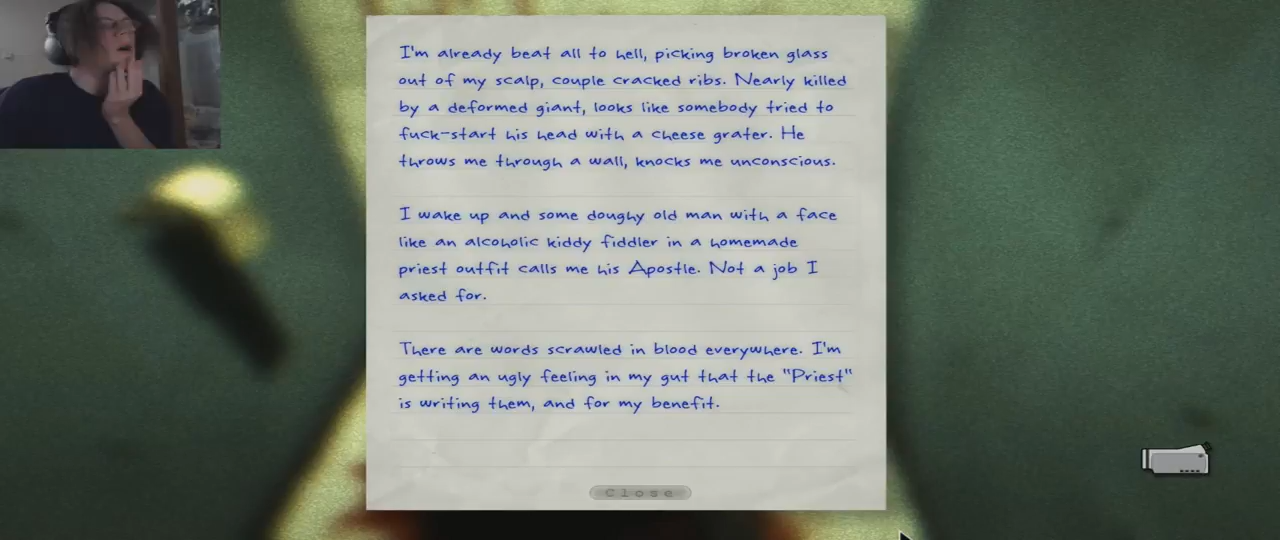 I'm already beat all to hell, picking broken glass
out of my scalp, couple cracked ribs. Nearly killed
by a deformed giant, looks like somebody tried to
fuck-start his head with a cheese grater. He
throws me through a wall, knocks me unconscious.
I wake up and some doughy old man with a face
like an alcoholic kiddy fiddler in a homemade
priest outfit calls me his Apostle. Not a job I
asked for.
There are words scrawled in blood everywhere. I'm
getting an ugly feeling in my gut that the "Priest"
is writing them, and for my benefit.
Close